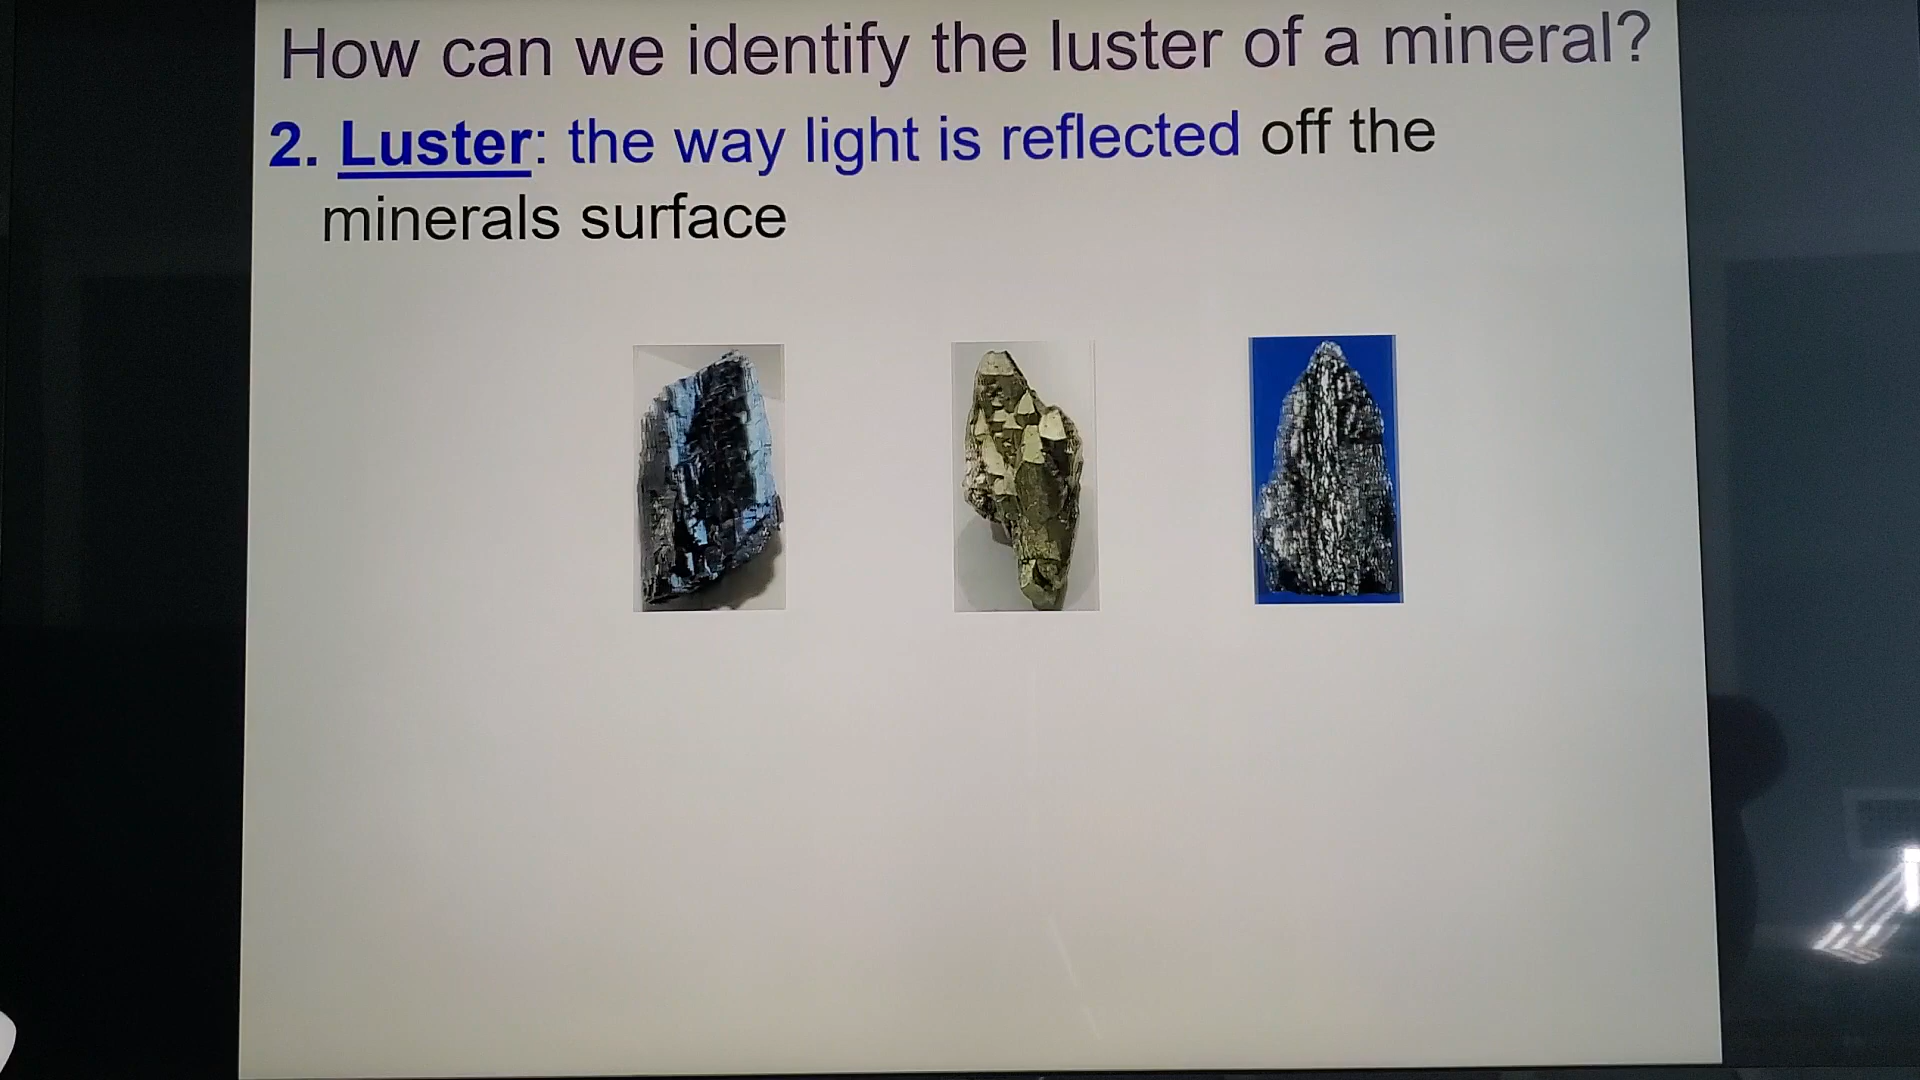 How can we identify the luster of a mineral?
2. Luster: the way light is reflected off the
minerals surface